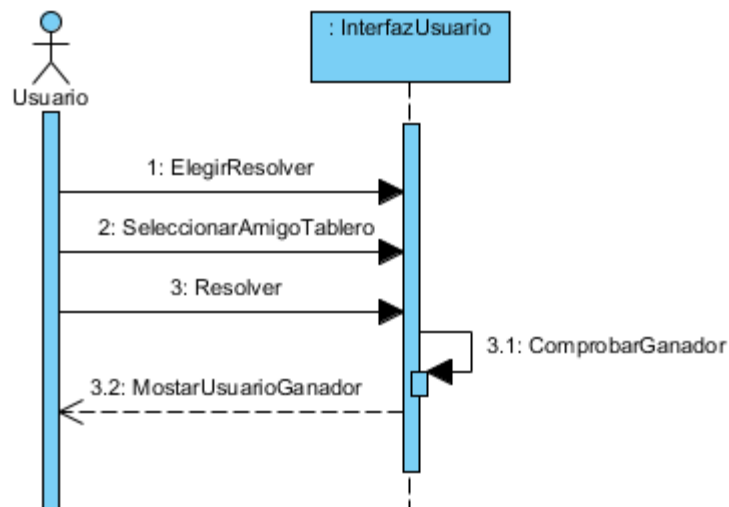 : InterfazUsuario
Usuario
1: ElegirResolver
2: SeleccionarAmigoTablero
3: Resolver
3.1: ComprobarGanador
3.2: MostarUsuarioGanador